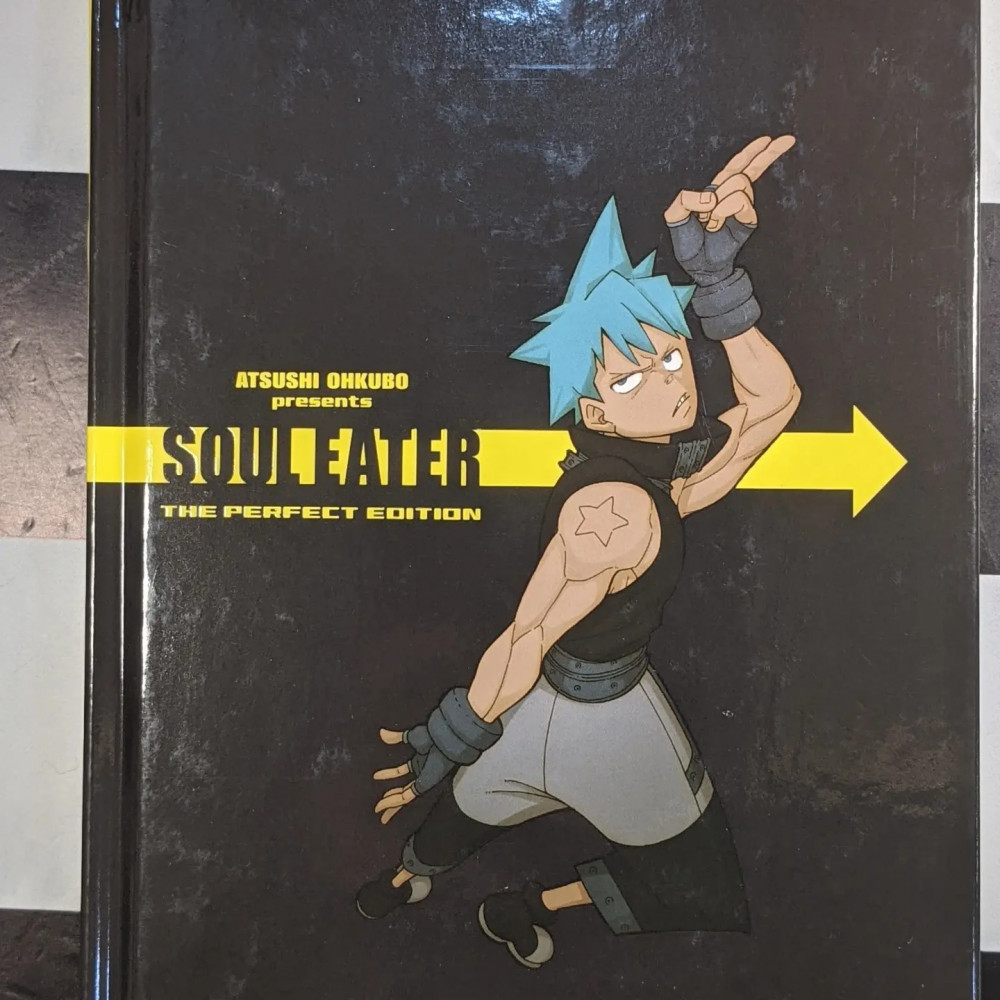 ATSUSHI OHKUBO
presents
SOUL EATER
THE PERFECT EDITION